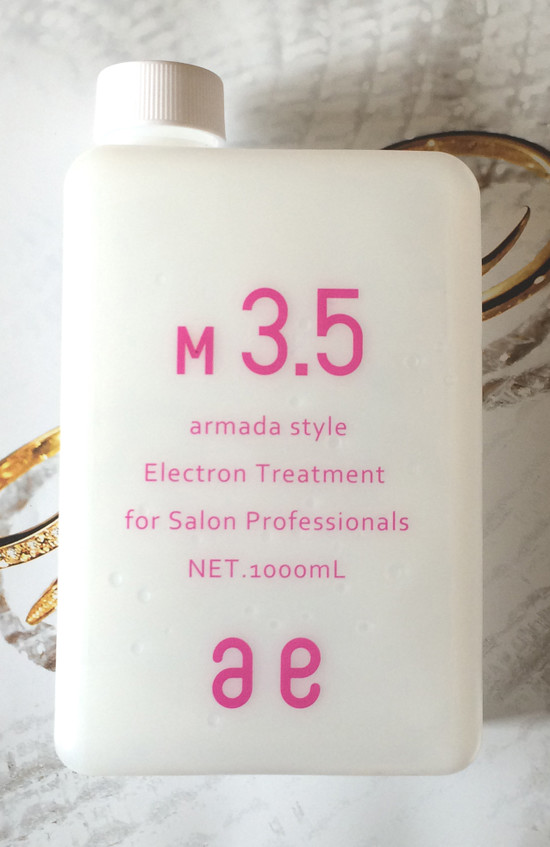 M 3.5
armada style
Electron Treatment
for Salon Professionals
NET.1000mL
ae